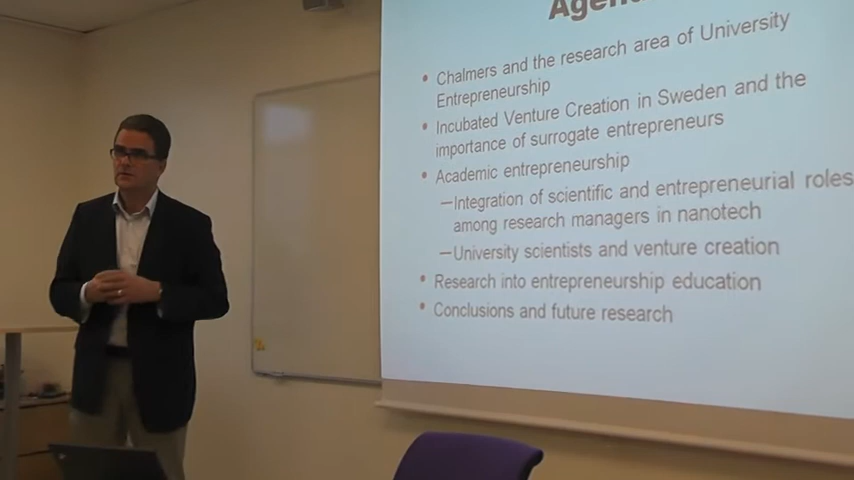 Agenda
• Chalmers and the research area of University
Entrepreneurship
• Incubated Venture Creation in Sweden and the
importance of surrogate entrepreneurs
• Academic entrepreneurship
–Integration of scientific and entrepreneurial roles
among research managers in nanotech
–University scientists and venture creation
• Research into entrepreneurship education
• Conclusions and future research